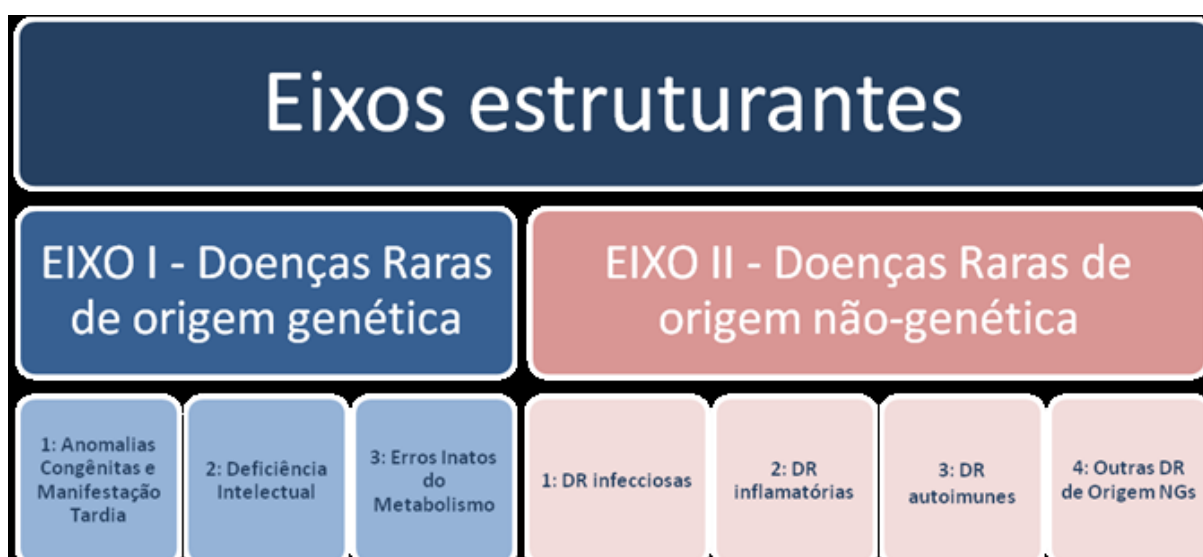 Eixos estruturantes
EIXO I - Doenças Raras
de origem genética
EIXO II - Doenças Raras de
origem não-genética
1: Anomalias
Congênitas e
Manifestação
Tardia
2: Deficiência
Intelectual
3: Erros Inatos
do
Metabolismo
1: DR infecciosas
2: DR
inflamatórias
3: DR
autoimunes
4: Outras DR
de Origem NGs